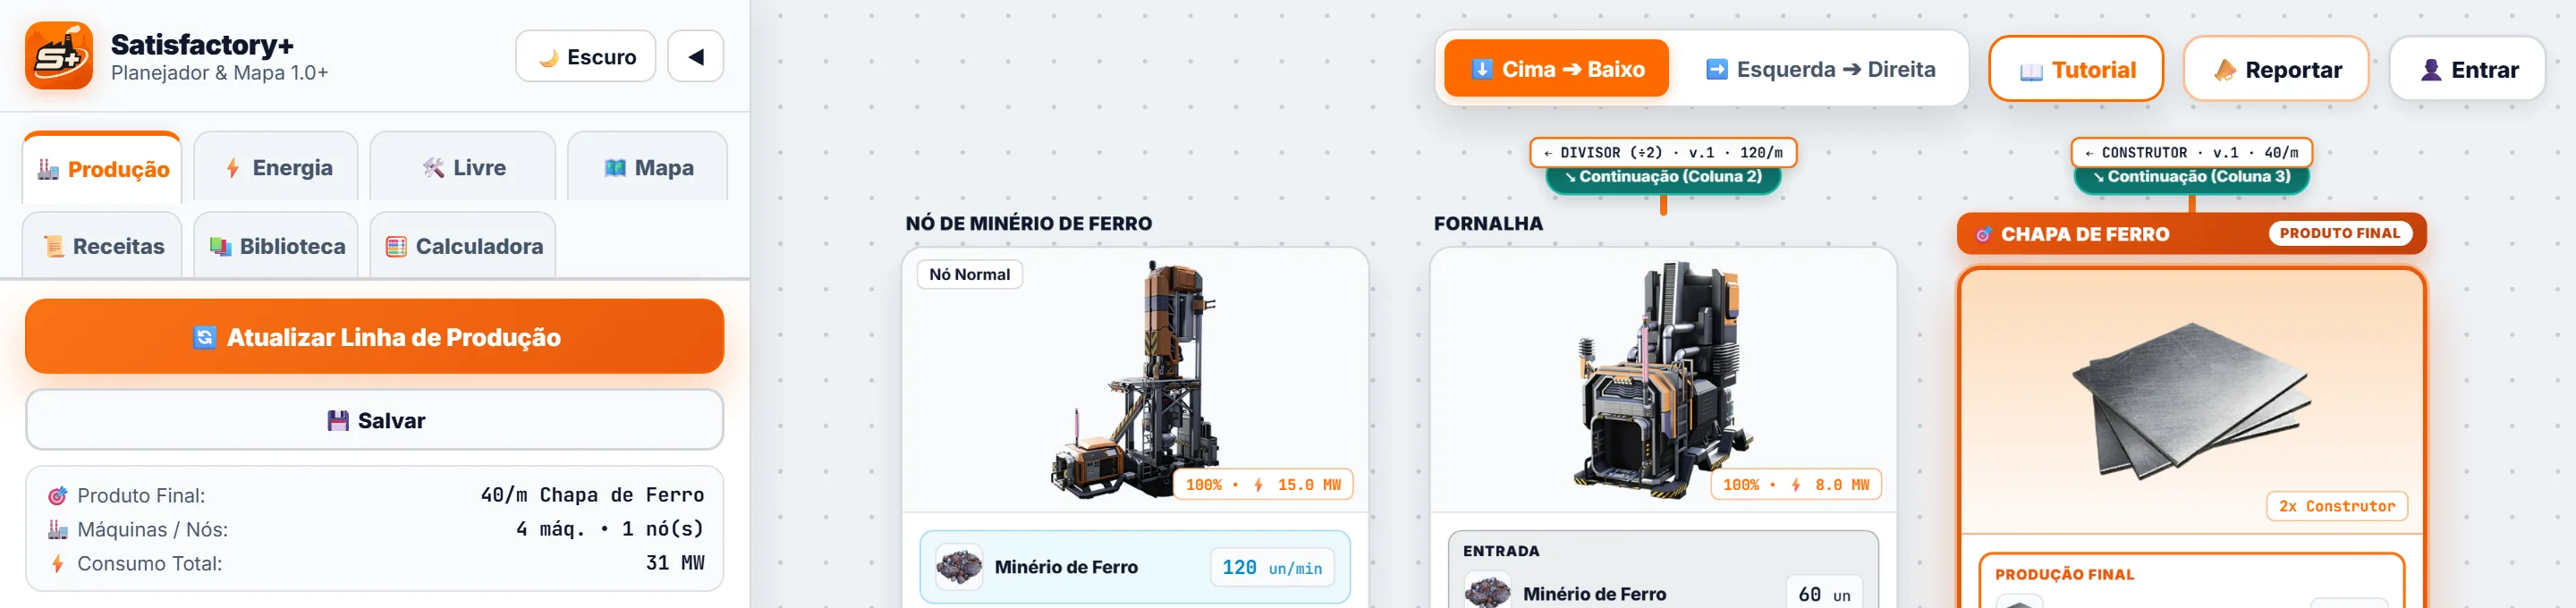 Satisfactory+
Planejador & Mapa 1.0+
🌙 Escuro
◀
🏭 Produção
⚡ Energia
🛠️ Livre
🗺️ Mapa
📜 Receitas
📚 Biblioteca
🧮 Calculadora
🔄 Atualizar Linha de Produção
💾 Salvar
🎯 Produto Final: 40/m Chapa de Ferro
🏭 Máquinas / Nós: 4 máq. • 1 nó(s)
⚡ Consumo Total: 31 MW
⬇️ Cima ➔ Baixo
➡️ Esquerda ➔ Direita
📖 Tutorial
📣 Reportar
👤 Entrar
NÓ DE MINÉRIO DE FERRO
Nó Normal
100% • ⚡ 15.0 MW
Minério de Ferro 120 un/min
← DIVISOR (÷2) · v.1 · 120/m
↘ Continuação (Coluna 2)
FORNALHA
100% • ⚡ 8.0 MW
ENTRADA
Minério de Ferro 60 un
← CONSTRUTOR · v.1 · 40/m
↘ Continuação (Coluna 3)
🎯 CHAPA DE FERRO PRODUTO FINAL
2x Construtor
PRODUÇÃO FINAL